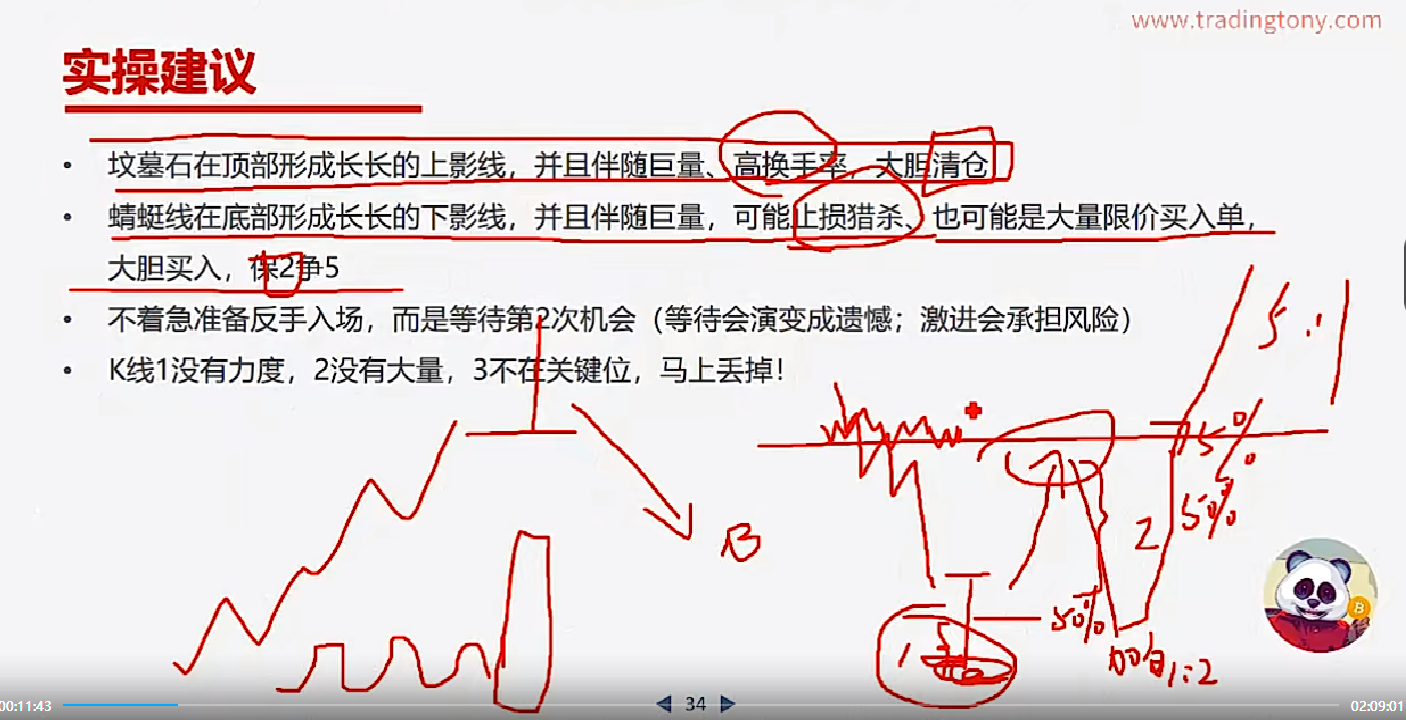 www.tradingtony.com
实操建议
• 坟墓石在顶部形成长长的上影线，并且伴随巨量、高换手率，大胆清仓
• 蜻蜓线在底部形成长长的下影线，并且伴随巨量，可能止损猎杀、也可能是大量限价买入单，
大胆买入，保2争5
• 不着急准备反手入场，而是等待第2次机会（等待会演变成遗憾；激进会承担风险）
• K线1没有力度，2没有大量，3不在关键位，马上丢掉！
5:1
5%
50%
B
2
50%
1:2
00:11:43
34
02:09:01